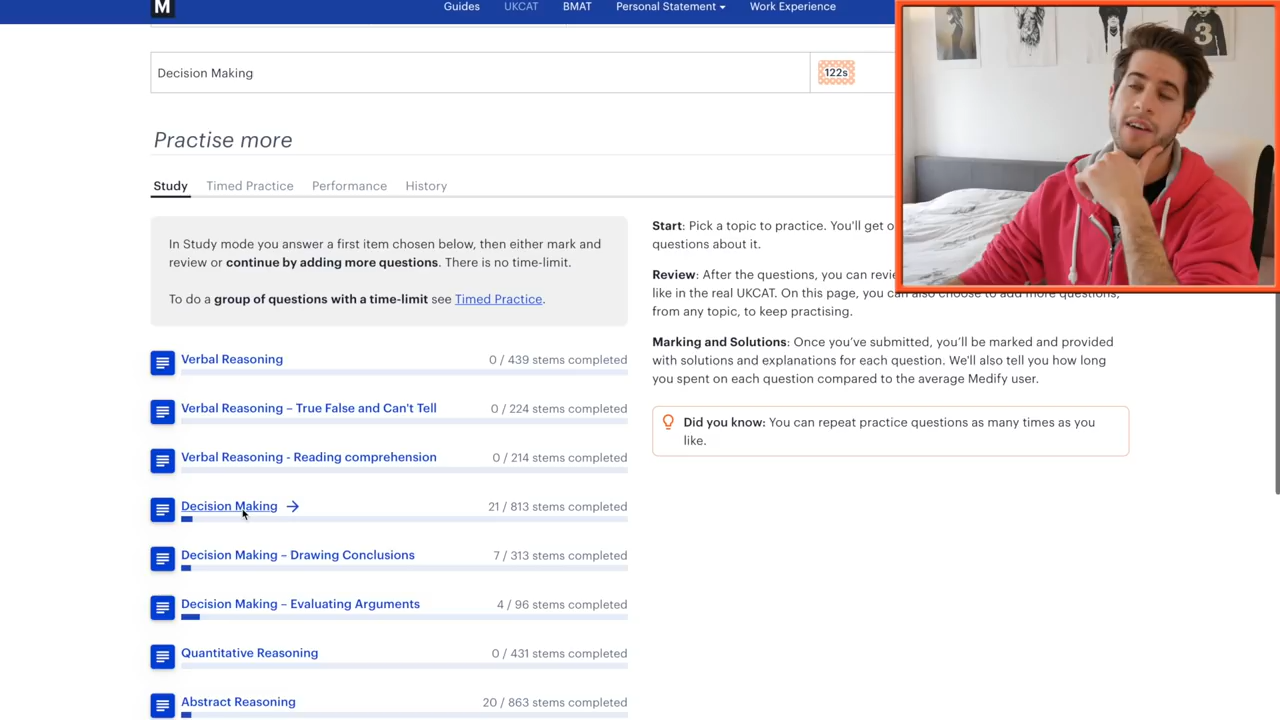 M
Guides UKCAT BMAT Personal Statement Work Experience
Decision Making
122s
Practise more
Study Timed Practice Performance History
In Study mode you answer a first item chosen below, then either mark and
review or continue by adding more questions. There is no time-limit.
To do a group of questions with a time-limit see Timed Practice.
Verbal Reasoning 0 / 439 stems completed
Verbal Reasoning – True False and Can't Tell 0 / 224 stems completed
Verbal Reasoning - Reading comprehension 0 / 214 stems completed
Decision Making → 21 / 813 stems completed
Decision Making – Drawing Conclusions 7 / 313 stems completed
Decision Making – Evaluating Arguments 4 / 96 stems completed
Quantitative Reasoning 0 / 431 stems completed
Abstract Reasoning 20 / 863 stems completed
Start: Pick a topic to practice. You'll get
questions about it.
Review: After the questions, you can
like in the real UKCAT. On this page, you can also choose to add more questions,
from any topic, to keep practising.
Marking and Solutions: Once you've submitted, you'll be marked and provided
with solutions and explanations for each question. We'll also tell you how long
you spent on each question compared to the average Medify user.
Did you know: You can repeat practice questions as many times as you
like.
3